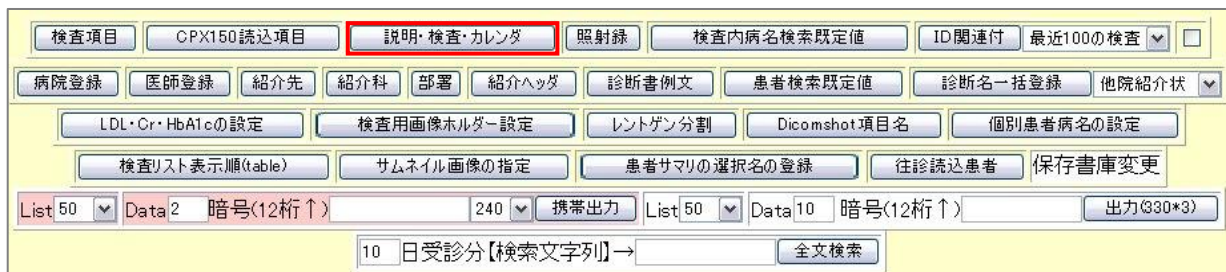 検査項目 CPX150読込項目 説明・検査・カレンダ 照射録 検査内病名検索既定値 ID関連付 最近100の検査
病院登録 医師登録 紹介先 紹介科 部署 紹介ヘッダ 診断書例文 患者検索既定値 診断名一括登録 他院紹介状
LDL・Cr・HbA1cの設定 検査用画像ホルダー設定 レントゲン分割 Dicomshot項目名 個別患者病名の設定
検査リスト表示順(table) サムネイル画像の指定 患者サマリの選択名の登録 往診読込患者 保存書庫変更
List 50 Data 2 暗号(12桁↑) 240 携帯出力 List 50 Data 10 暗号(12桁↑) 出力(330*3)
10 日受診分【検索文字列】→ 全文検索